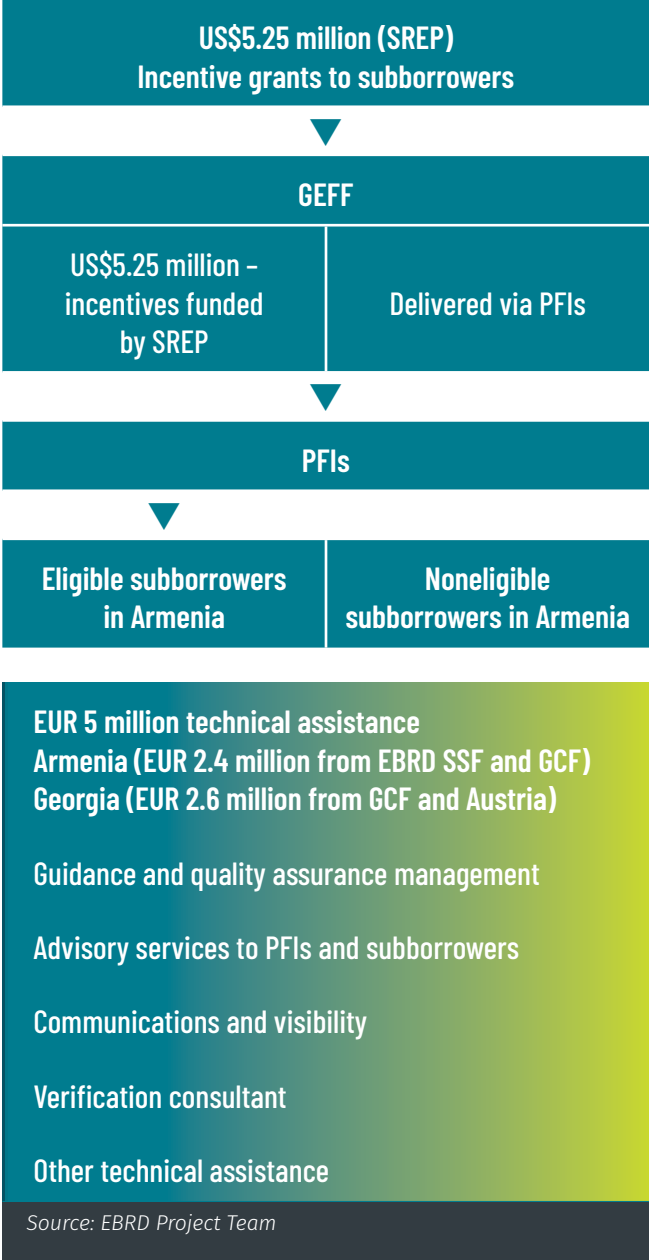 US$5.25 million (SREP)
Incentive grants to subborrowers
GEFF
US$5.25 million –
incentives funded
by SREP
Delivered via PFIs
PFIs
Eligible subborrowers
in Armenia
Noneligible
subborrowers in Armenia
EUR 5 million technical assistance
Armenia (EUR 2.4 million from EBRD SSF and GCF)
Georgia (EUR 2.6 million from GCF and Austria)
Guidance and quality assurance management
Advisory services to PFIs and subborrowers
Communications and visibility
Verification consultant
Other technical assistance
Source: EBRD Project Team